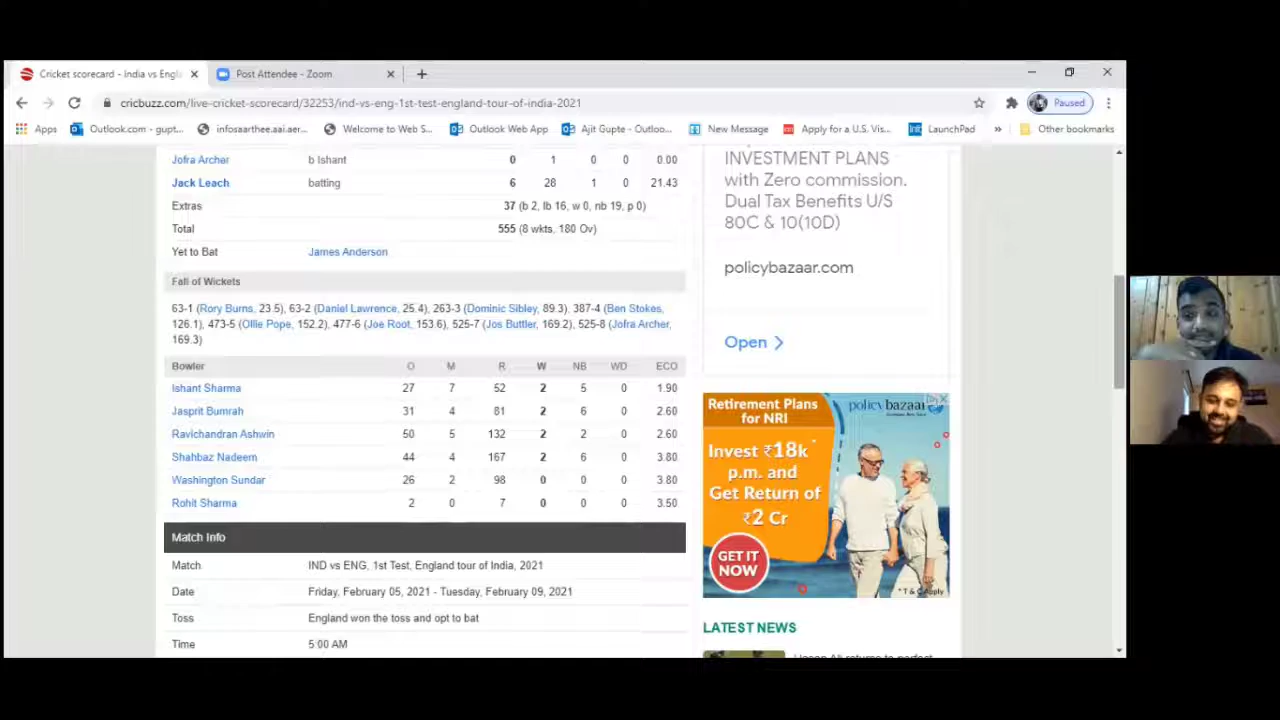 Cricket scorecard - India vs Engla
Post Attendee - Zoom
cricbuzz.com/live-cricket-scorecard/32253/ind-vs-eng-1st-test-england-tour-of-india-2021
Paused
Apps
Outlook.com - gupt...
infosaarthee.aai.aer...
Welcome to Web S...
Outlook Web App
Ajit Gupte - Outloo...
New Message
Apply for a U.S. Vis...
LaunchPad
»
Other bookmarks
Jofra Archer b Ishant 0 1 0 0 0.00
Jack Leach batting 6 28 1 0 21.43
Extras 37 (b 2, lb 16, w 0, nb 19, p 0)
Total 555 (8 wkts, 180 Ov)
Yet to Bat James Anderson
Fall of Wickets
63-1 (Rory Burns, 23.5), 63-2 (Daniel Lawrence, 25.4), 263-3 (Dominic Sibley, 89.3), 387-4 (Ben Stokes,
126.1), 473-5 (Ollie Pope, 152.2), 477-6 (Joe Root, 153.6), 525-7 (Jos Buttler, 169.2), 525-8 (Jofra Archer,
169.3)
Bowler O M R W NB WD ECO
Ishant Sharma 27 7 52 2 5 0 1.90
Jasprit Bumrah 31 4 81 2 6 0 2.60
Ravichandran Ashwin 50 5 132 2 2 0 2.60
Shahbaz Nadeem 44 4 167 2 6 0 3.80
Washington Sundar 26 2 98 0 0 0 3.80
Rohit Sharma 2 0 7 0 0 0 3.50
Match Info
Match IND vs ENG, 1st Test, England tour of India, 2021
Date Friday, February 05, 2021 - Tuesday, February 09, 2021
Toss England won the toss and opt to bat
Time 5:00 AM
INVESTMENT PLANS
with Zero commission.
Dual Tax Benefits U/S
80C & 10(10D)
policybazaar.com
Open
Retirement Plans
for NRI
policybazaar
Invest ₹18k*
p.m. and
Get Return of
₹2 Cr
GET IT
NOW
* T & C Apply
LATEST NEWS